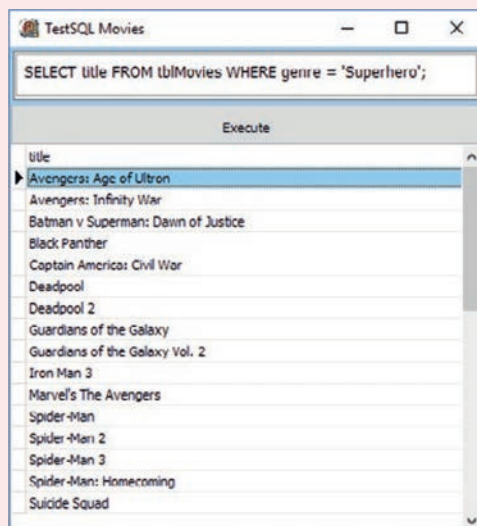 TestSQL Movies
SELECT title FROM tblMovies WHERE genre = 'Superhero';
Execute
title
Avengers: Age of Ultron
Avengers: Infinity War
Batman v Superman: Dawn of Justice
Black Panther
Captain America: Civil War
Deadpool
Deadpool 2
Guardians of the Galaxy
Guardians of the Galaxy Vol. 2
Iron Man 3
Marvel's The Avengers
Spider-Man
Spider-Man 2
Spider-Man 3
Spider-Man: Homecoming
Suicide Squad